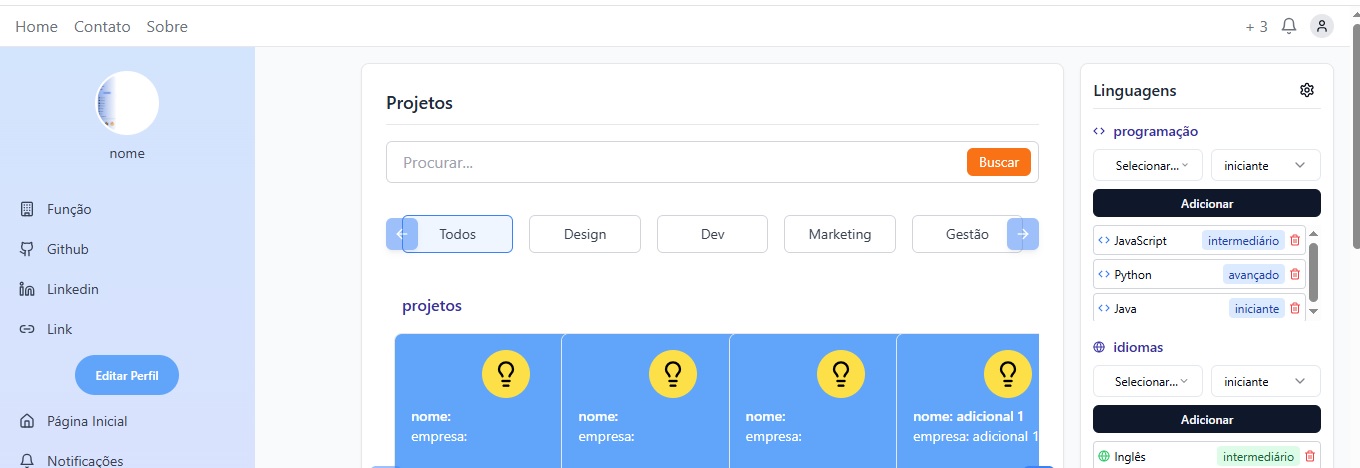 Home Contato Sobre + 3
nome
Função
Github
Linkedin
Link
Editar Perfil
Página Inicial
Notificações
Projetos
Procurar... Buscar
Todos Design Dev Marketing Gestão
projetos
nome: nome: nome: nome: adicional 1
empresa: empresa: empresa: empresa: adicional 1
Linguagens
programação
Selecionar... iniciante
Adicionar
JavaScript intermediário
Python avançado
Java iniciante
idiomas
Selecionar... iniciante
Adicionar
Inglés intermediário